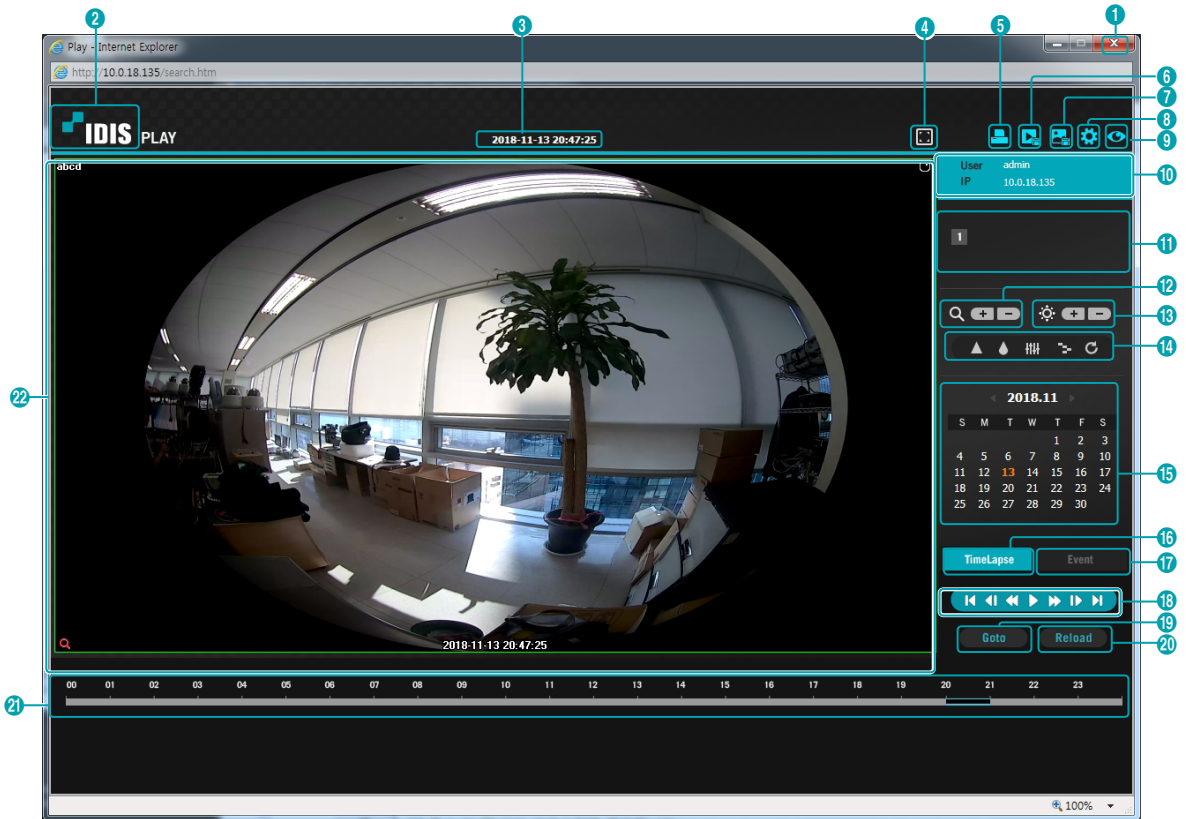 1
2
3
4
5
Play - Internet Explorer
http://10.0.18.135/search.htm
6
7
8
9
IDIS PLAY
2018-11-13 20:47:25
abcd
User admin
IP 10.0.18.135
10
1
11
12
13
14
22
2018.11
S M T W T F S
1 2 3
4 5 6 7 8 9 10
11 12 13 14 15 16 17
18 19 20 21 22 23 24
25 26 27 28 29 30
15
16
TimeLapse Event
17
18
19
Goto Reload
20
2018-11-13 20:47:25
00 01 02 03 04 05 06 07 08 09 10 11 12 13 14 15 16 17 18 19 20 21 22 23
21
100%